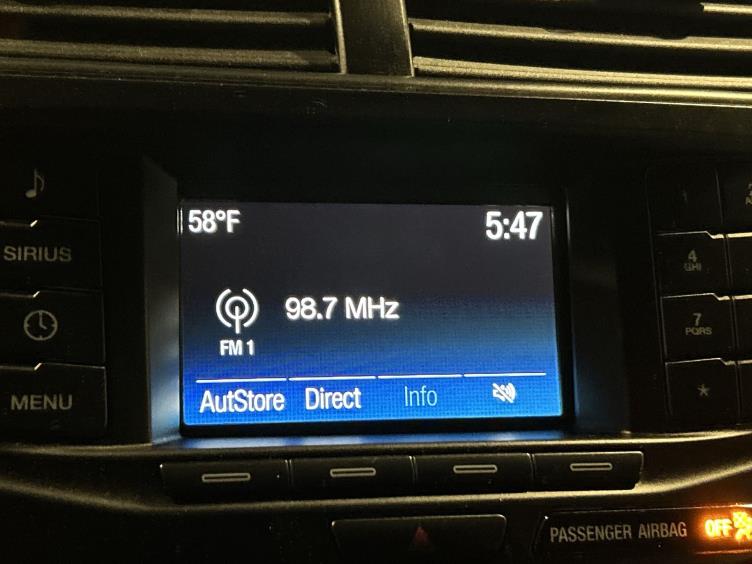 58°F
5:47
SIRIUS
98.7 MHz
FM 1
4
GHI
7
PQRS
MENU
AutStore Direct Info
*
PASSENGER AIRBAG OFF